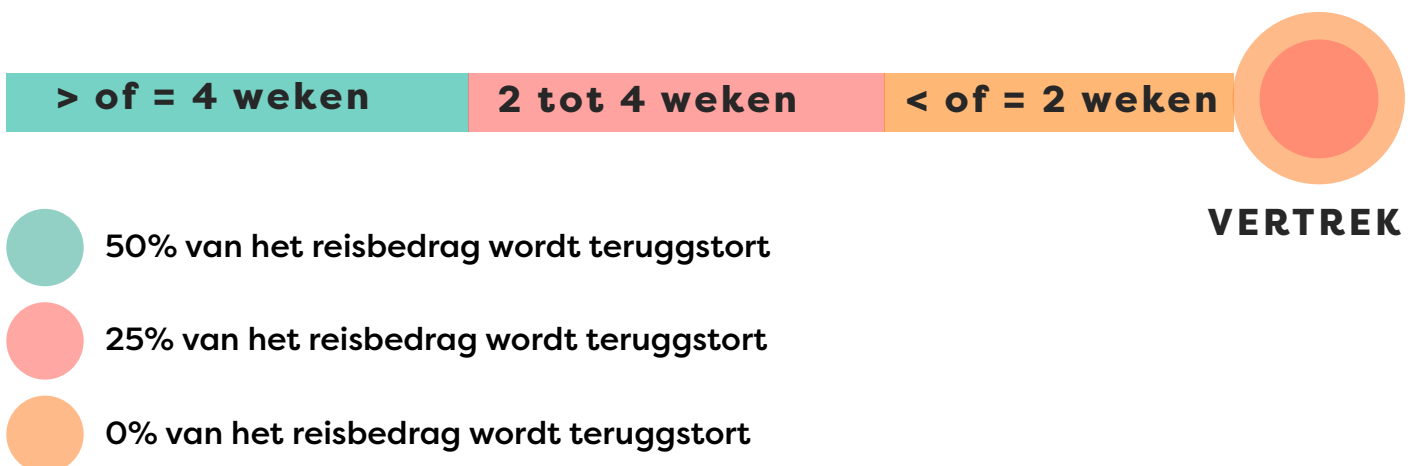 > of = 4 weken
2 tot 4 weken
< of = 2 weken
VERTREK
50% van het reisbedrag wordt teruggstort
25% van het reisbedrag wordt teruggstort
0% van het reisbedrag wordt teruggstort